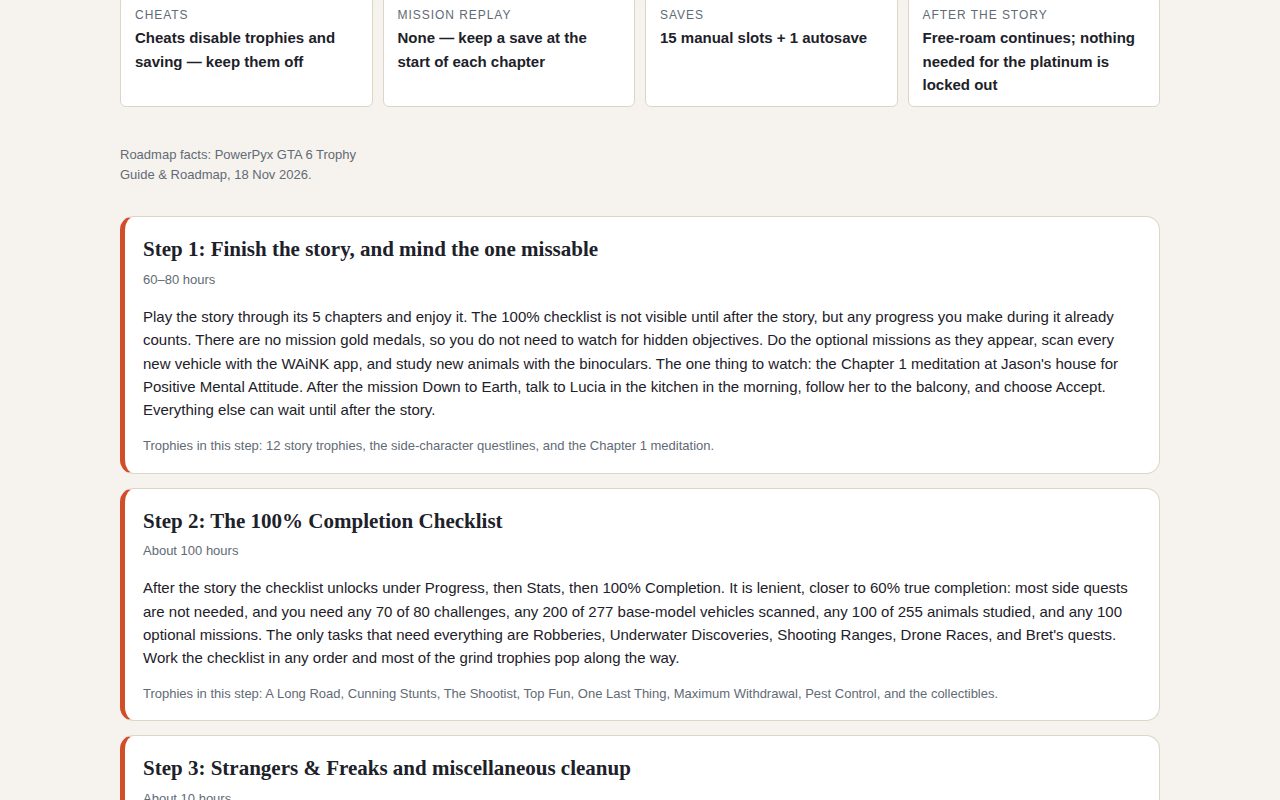 CHEATS
Cheats disable trophies and
saving — keep them off
MISSION REPLAY
None — keep a save at the
start of each chapter
SAVES
15 manual slots + 1 autosave
AFTER THE STORY
Free-roam continues; nothing
needed for the platinum is
locked out
Roadmap facts: PowerPyx GTA 6 Trophy
Guide & Roadmap, 18 Nov 2026.
Step 1: Finish the story, and mind the one missable
60–80 hours
Play the story through its 5 chapters and enjoy it. The 100% checklist is not visible until after the story, but any progress you make during it already
counts. There are no mission gold medals, so you do not need to watch for hidden objectives. Do the optional missions as they appear, scan every
new vehicle with the WAiNK app, and study new animals with the binoculars. The one thing to watch: the Chapter 1 meditation at Jason's house for
Positive Mental Attitude. After the mission Down to Earth, talk to Lucia in the kitchen in the morning, follow her to the balcony, and choose Accept.
Everything else can wait until after the story.
Trophies in this step: 12 story trophies, the side-character questlines, and the Chapter 1 meditation.
Step 2: The 100% Completion Checklist
About 100 hours
After the story the checklist unlocks under Progress, then Stats, then 100% Completion. It is lenient, closer to 60% true completion: most side quests
are not needed, and you need any 70 of 80 challenges, any 200 of 277 base-model vehicles scanned, any 100 of 255 animals studied, and any 100
optional missions. The only tasks that need everything are Robberies, Underwater Discoveries, Shooting Ranges, Drone Races, and Bret's quests.
Work the checklist in any order and most of the grind trophies pop along the way.
Trophies in this step: A Long Road, Cunning Stunts, The Shootist, Top Fun, One Last Thing, Maximum Withdrawal, Pest Control, and the collectibles.
Step 3: Strangers & Freaks and miscellaneous cleanup
About 10 hours